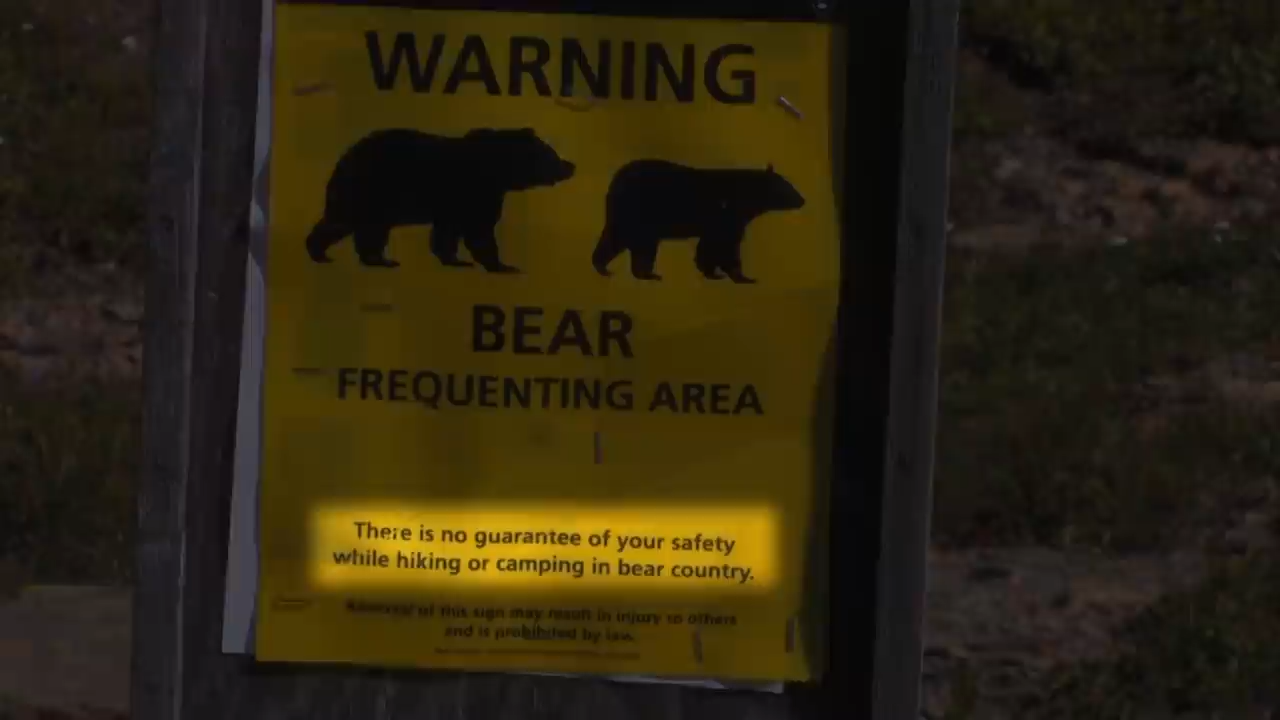 WARNING
BEAR
FREQUENTING AREA
There is no guarantee of your safety
while hiking or camping in bear country.
Removal of this sign may result in injury to others
and is prohibited by law.